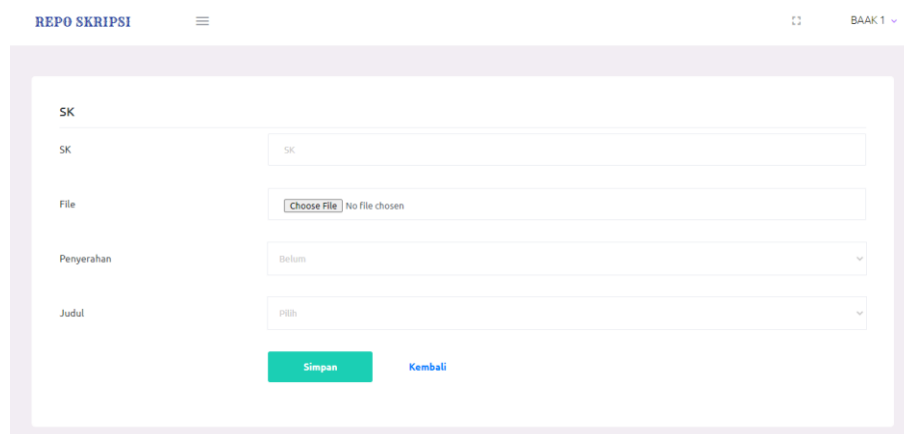 REPO SKRIPSI BAAK 1
SK
SK SK
File Choose File No file chosen
Penyerahan Belum
Judul Pilih
Simpan Kembali